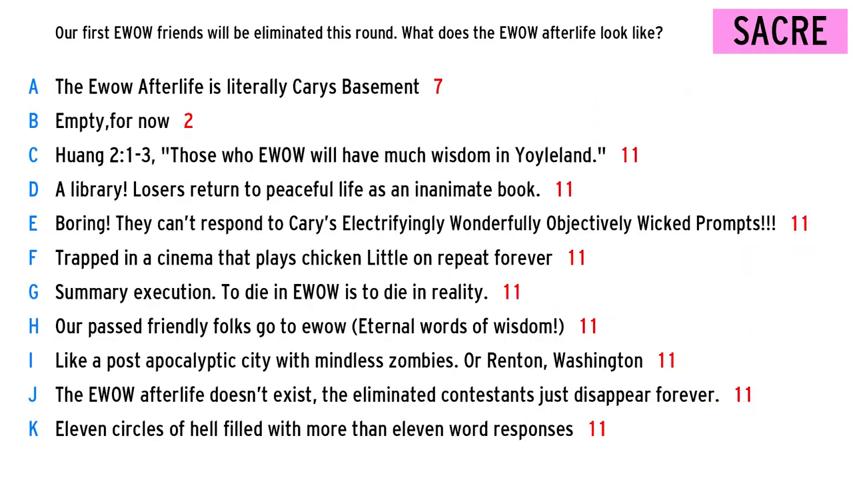 Our first EWOW friends will be eliminated this round. What does the EWOW afterlife look like?
SACRE
A The Ewow Afterlife is literally Carys Basement 7
B Empty,for now 2
C Huang 2:1-3, "Those who EWOW will have much wisdom in Yoyleland." 11
D A library! Losers return to peaceful life as an inanimate book. 11
E Boring! They can't respond to Cary's Electrifyingly Wonderfully Objectively Wicked Prompts!!! 11
F Trapped in a cinema that plays chicken Little on repeat forever 11
G Summary execution. To die in EWOW is to die in reality. 11
H Our passed friendly folks go to ewow (Eternal words of wisdom!) 11
I Like a post apocalyptic city with mindless zombies. Or Renton, Washington 11
J The EWOW afterlife doesn't exist, the eliminated contestants just disappear forever. 11
K Eleven circles of hell filled with more than eleven word responses 11